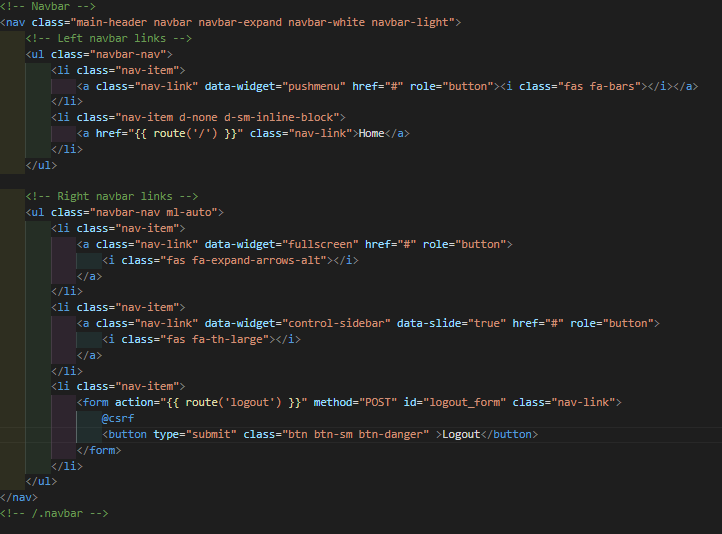 <!-- Navbar -->
<nav class="main-header navbar navbar-expand navbar-white navbar-light">
    <!-- Left navbar links -->
    <ul class="navbar-nav">
        <li class="nav-item">
            <a class="nav-link" data-widget="pushmenu" href="#" role="button"><i class="fas fa-bars"></i></a>
        </li>
        <li class="nav-item d-none d-sm-inline-block">
            <a href="{{ route('/') }}" class="nav-link">Home</a>
        </li>
    </ul>

    <!-- Right navbar links -->
    <ul class="navbar-nav ml-auto">
        <li class="nav-item">
            <a class="nav-link" data-widget="fullscreen" href="#" role="button">
                <i class="fas fa-expand-arrows-alt"></i>
            </a>
        </li>
        <li class="nav-item">
            <a class="nav-link" data-widget="control-sidebar" data-slide="true" href="#" role="button">
                <i class="fas fa-th-large"></i>
            </a>
        </li>
        <li class="nav-item">
            <form action="{{ route('logout') }}" method="POST" id="logout_form" class="nav-link">
                @csrf
                <button type="submit" class="btn btn-sm btn-danger" >Logout</button>
            </form>
        </li>
    </ul>
</nav>
<!-- /.navbar -->